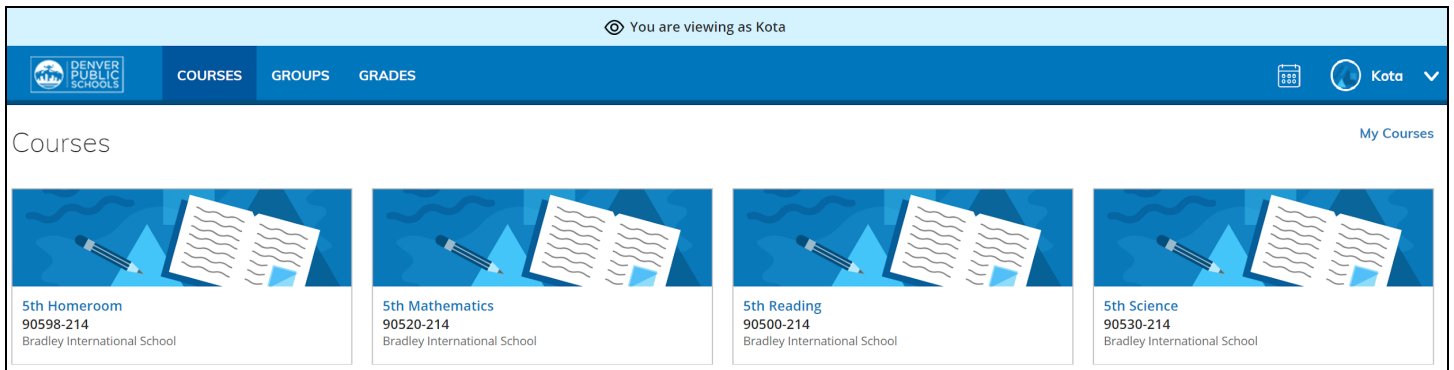 You are viewing as Kota
DENVER
PUBLIC
SCHOOLS
COURSES GROUPS GRADES
Kota
Courses
My Courses
5th Homeroom
90598-214
Bradley International School
5th Mathematics
90520-214
Bradley International School
5th Reading
90500-214
Bradley International School
5th Science
90530-214
Bradley International School